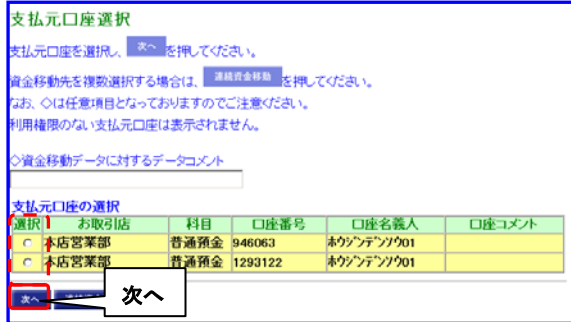 支払元口座選択
支払元口座を選択し、 次へ を押してください。
資金移動先を複数選択する場合は、 連続資金移動 を押してください。
なお、◇は任意項目となっておりますのでご注意ください。
利用権限のない支払元口座は表示されません。
◇資金移動データに対するデータコメント
支払元口座の選択
選択 お取引店 科目 口座番号 口座名義人 口座コメント
本店営業部 普通預金 946063 ﾎｳｼﾞﾝﾃﾞﾝｿｳ01
本店営業部 普通預金 1293122 ﾎｳｼﾞﾝﾃﾞﾝｿｳ01
次へ
次へ